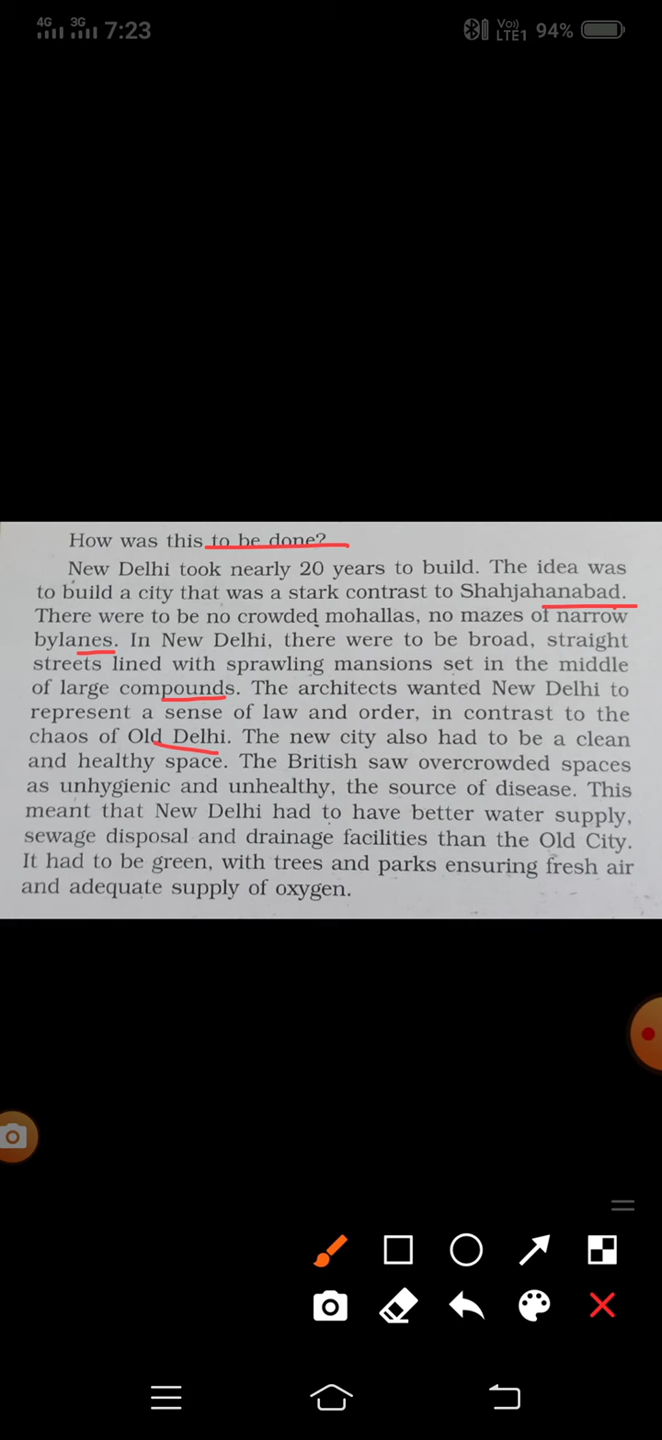 4G 3G 7:23 Vo)) LTE1 94%
How was this to be done?
New Delhi took nearly 20 years to build. The idea was
to build a city that was a stark contrast to Shahjahanabad.
There were to be no crowded mohallas, no mazes of narrow
bylanes. In New Delhi, there were to be broad, straight
streets lined with sprawling mansions set in the middle
of large compounds. The architects wanted New Delhi to
represent a sense of law and order, in contrast to the
chaos of Old Delhi. The new city also had to be a clean
and healthy space. The British saw overcrowded spaces
as unhygienic and unhealthy, the source of disease. This
meant that New Delhi had to have better water supply,
sewage disposal and drainage facilities than the Old City.
It had to be green, with trees and parks ensuring fresh air
and adequate supply of oxygen.